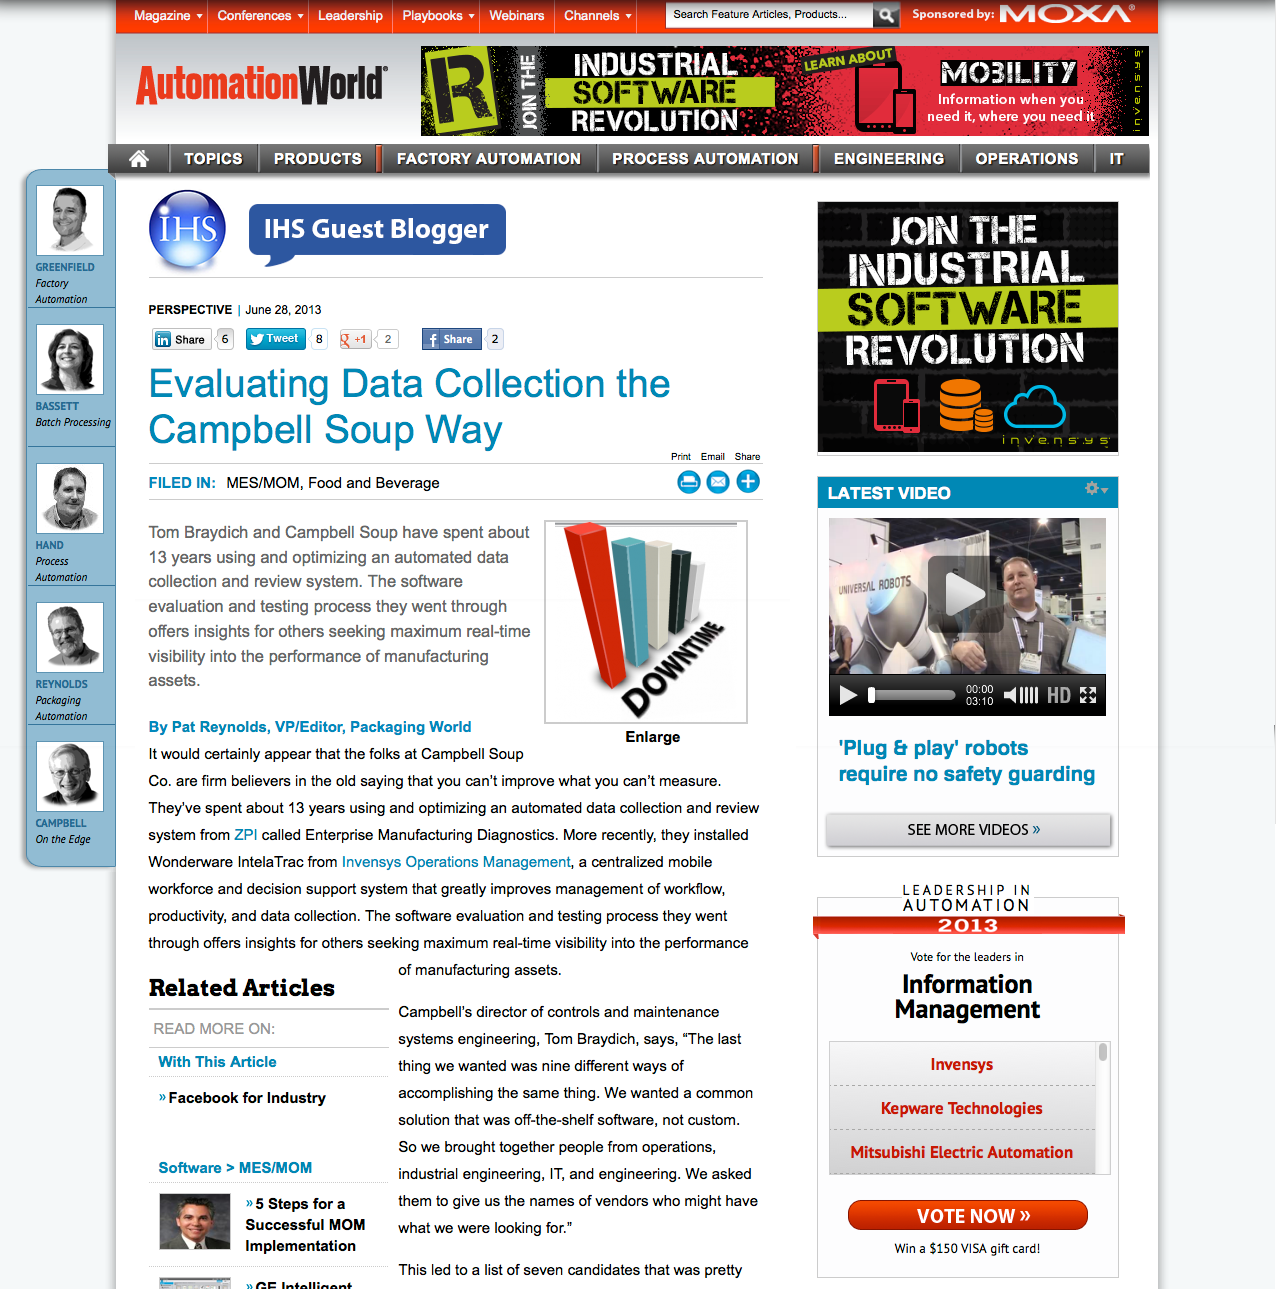 Magazine Conferences Leadership Playbooks Webinars Channels
Search Feature Articles, Products...
Sponsored by: MOXA®
AutomationWorld®
R JOIN THE INDUSTRIAL SOFTWARE REVOLUTION
LEARN ABOUT
MOBILITY
Information when you
need it, where you need it
invensys
TOPICS PRODUCTS FACTORY AUTOMATION PROCESS AUTOMATION ENGINEERING OPERATIONS IT
GREENFIELD
Factory
Automation
BASSETT
Batch Processing
HAND
Process
Automation
REYNOLDS
Packaging
Automation
CAMPBELL
On the Edge
IHS
IHS Guest Blogger
PERSPECTIVE | June 28, 2013
in Share 6 Tweet 8 g +1 2 f Share 2
Evaluating Data Collection the
Campbell Soup Way
Print Email Share
FILED IN: MES/MOM, Food and Beverage
Tom Braydich and Campbell Soup have spent about
13 years using and optimizing an automated data
collection and review system. The software
evaluation and testing process they went through
offers insights for others seeking maximum real-time
visibility into the performance of manufacturing
assets.
DOWNTIME
Enlarge
By Pat Reynolds, VP/Editor, Packaging World
It would certainly appear that the folks at Campbell Soup
Co. are firm believers in the old saying that you can’t improve what you can’t measure.
They’ve spent about 13 years using and optimizing an automated data collection and review
system from ZPI called Enterprise Manufacturing Diagnostics. More recently, they installed
Wonderware IntelaTrac from Invensys Operations Management, a centralized mobile
workforce and decision support system that greatly improves management of workflow,
productivity, and data collection. The software evaluation and testing process they went
through offers insights for others seeking maximum real-time visibility into the performance
of manufacturing assets.
Related Articles
READ MORE ON:
With This Article
» Facebook for Industry
Software > MES/MOM
» 5 Steps for a
Successful MOM
Implementation
» GE Intelligent
Campbell’s director of controls and maintenance
systems engineering, Tom Braydich, says, “The last
thing we wanted was nine different ways of
accomplishing the same thing. We wanted a common
solution that was off-the-shelf software, not custom.
So we brought together people from operations,
industrial engineering, IT, and engineering. We asked
them to give us the names of vendors who might have
what we were looking for.”
This led to a list of seven candidates that was pretty
JOIN THE
INDUSTRIAL
SOFTWARE
REVOLUTION
invensys
LATEST VIDEO
UNIVERSAL ROBOTS
00:00
03:10
HD
'Plug & play' robots
require no safety guarding
SEE MORE VIDEOS »
LEADERSHIP IN
AUTOMATION
2013
Vote for the leaders in
Information
Management
Invensys
Kepware Technologies
Mitsubishi Electric Automation
VOTE NOW »
Win a $150 VISA gift card!